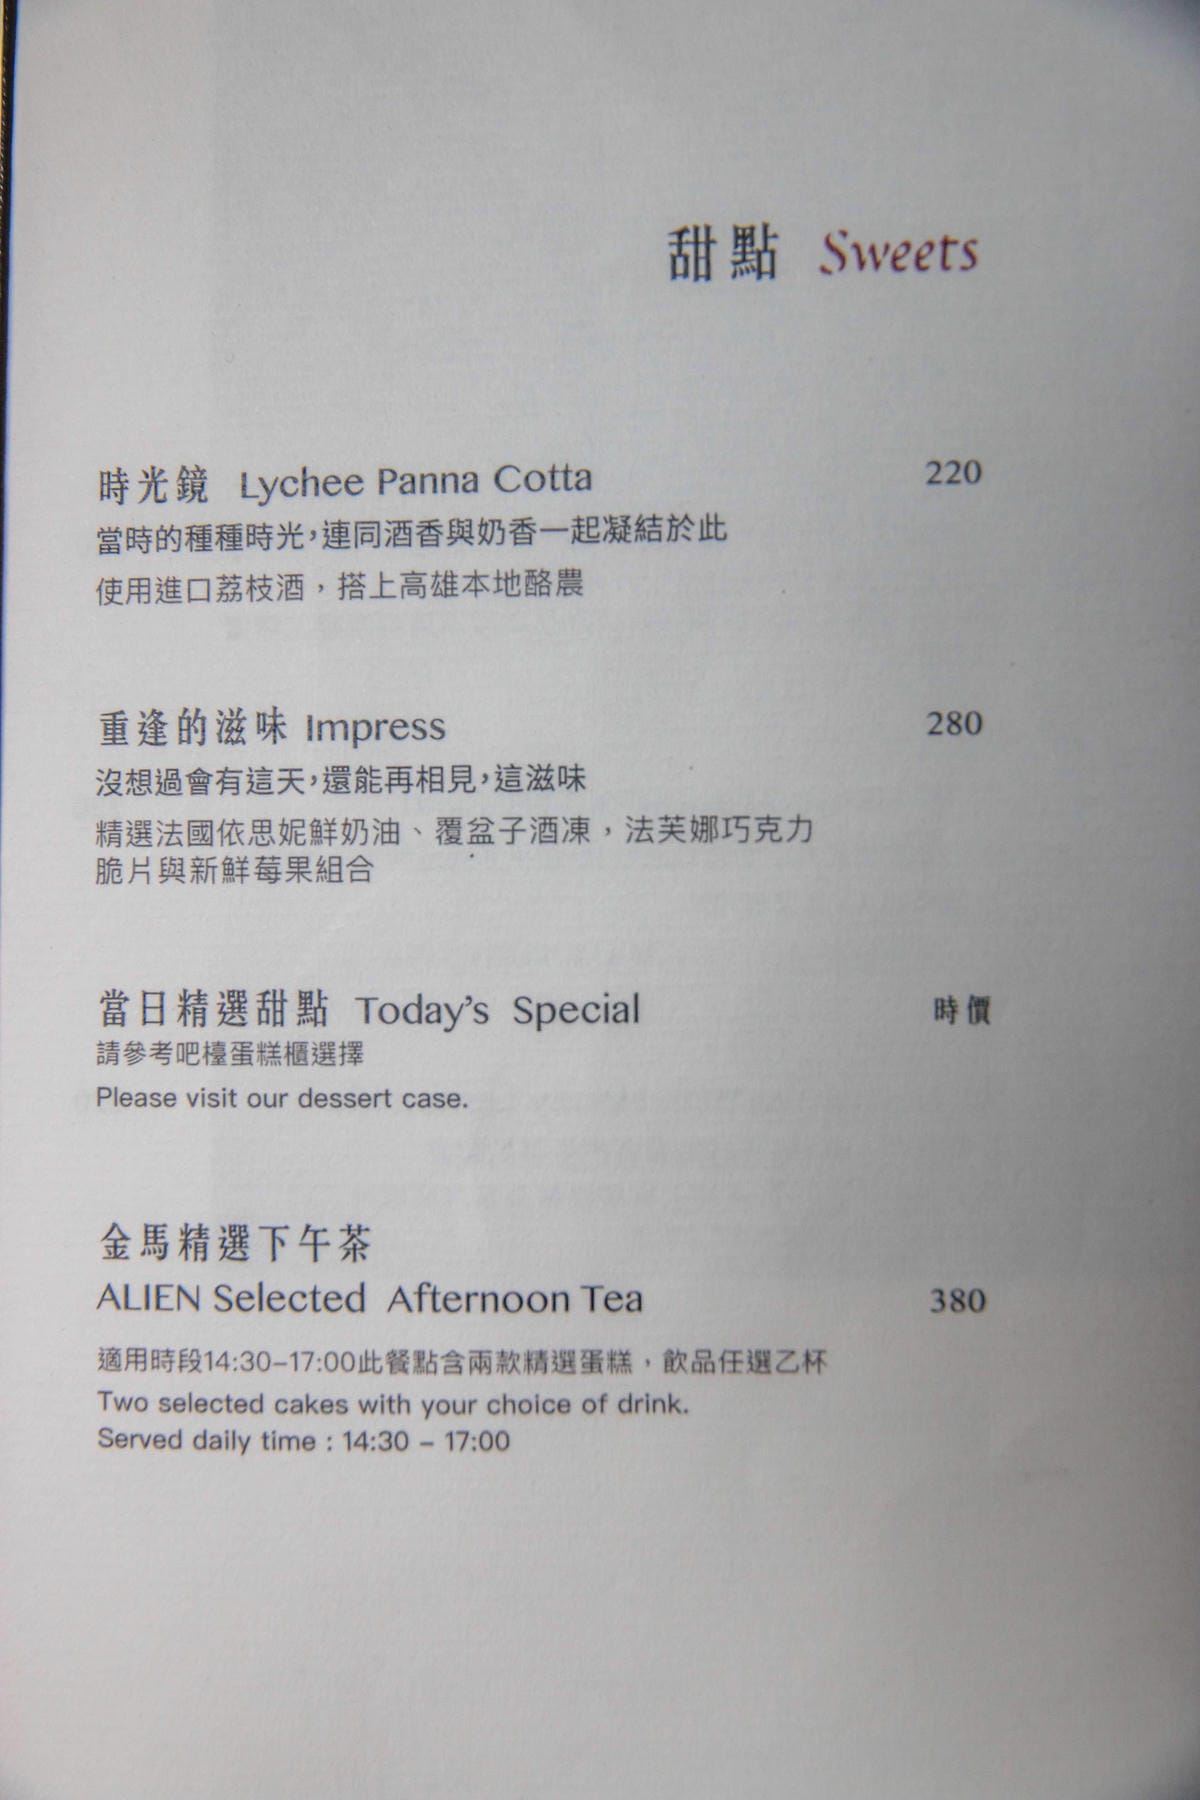 甜點 Sweets
時光鏡 Lychee Panna Cotta 220
當時的種種時光,連同酒香與奶香一起凝結於此
使用進口荔枝酒，搭上高雄本地酪農
重逢的滋味 Impress 280
沒想過會有這天,還能再相見,這滋味
精選法國依思妮鮮奶油、覆盆子酒凍，法芙娜巧克力
脆片與新鮮莓果組合
當日精選甜點 Today's Special 時價
請參考吧檯蛋糕櫃選擇
Please visit our dessert case.
金馬精選下午茶
ALIEN Selected Afternoon Tea 380
適用時段14:30–17:00此餐點含兩款精選蛋糕，飲品任選乙杯
Two selected cakes with your choice of drink.
Served daily time : 14:30 – 17:00